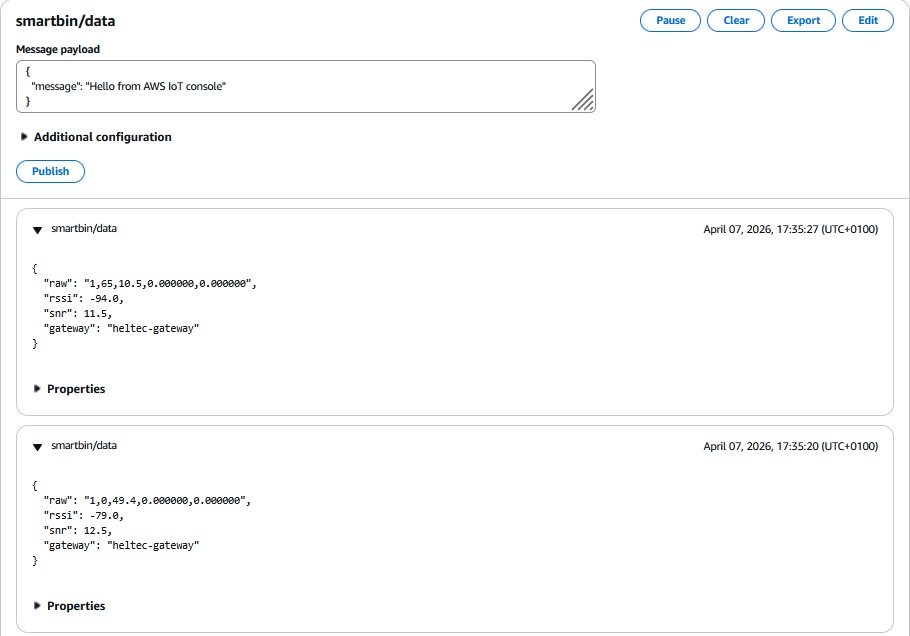 smartbin/data
Pause
Clear
Export
Edit
Message payload
{
"message": "Hello from AWS IoT console"
}
Additional configuration
Publish
smartbin/data
April 07, 2026, 17:35:27 (UTC+0100)
{
"raw": "1,65,10.5,0.000000,0.000000",
"rssi": -94.0,
"snr": 11.5,
"gateway": "heltec-gateway"
}
Properties
smartbin/data
April 07, 2026, 17:35:20 (UTC+0100)
{
"raw": "1,0,49.4,0.000000,0.000000",
"rssi": -79.0,
"snr": 12.5,
"gateway": "heltec-gateway"
}
Properties